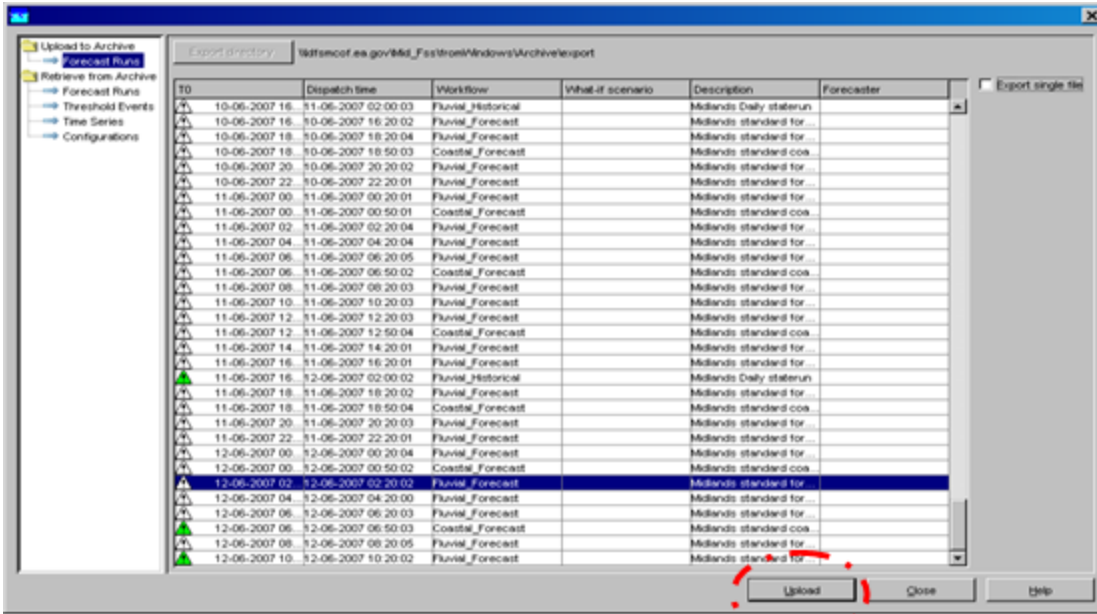 Upload to Archive
Forecast Runs
Retrieve from Archive
Forecast Runs
Threshold Events
Time Series
Configurations
Export directory
Export single file
T0 Dispatch time Workflow What-if scenario Description Forecaster
10-06-2007 16... 11-06-2007 02:00:03 Fluvial_Historical Midlands Daily staterun
10-06-2007 16... 10-06-2007 16:20:02 Fluvial_Forecast Midlands standard for...
10-06-2007 18... 10-06-2007 18:20:04 Fluvial_Forecast Midlands standard for...
10-06-2007 18... 10-06-2007 18:50:03 Coastal_Forecast Midlands standard coa...
10-06-2007 20... 10-06-2007 20:20:02 Fluvial_Forecast Midlands standard for...
10-06-2007 22... 10-06-2007 22:20:01 Fluvial_Forecast Midlands standard for...
11-06-2007 00... 11-06-2007 00:20:01 Fluvial_Forecast Midlands standard for...
11-06-2007 00... 11-06-2007 00:50:01 Coastal_Forecast Midlands standard coa...
11-06-2007 02... 11-06-2007 02:20:04 Fluvial_Forecast Midlands standard for...
11-06-2007 04... 11-06-2007 04:20:04 Fluvial_Forecast Midlands standard for...
11-06-2007 06... 11-06-2007 06:20:05 Fluvial_Forecast Midlands standard for...
11-06-2007 06... 11-06-2007 06:50:02 Coastal_Forecast Midlands standard coa...
11-06-2007 08... 11-06-2007 08:20:03 Fluvial_Forecast Midlands standard for...
11-06-2007 10... 11-06-2007 10:20:03 Fluvial_Forecast Midlands standard for...
11-06-2007 12... 11-06-2007 12:20:03 Fluvial_Forecast Midlands standard for...
11-06-2007 12... 11-06-2007 12:50:04 Coastal_Forecast Midlands standard coa...
11-06-2007 14... 11-06-2007 14:20:01 Fluvial_Forecast Midlands standard for...
11-06-2007 16... 11-06-2007 16:20:01 Fluvial_Forecast Midlands standard for...
11-06-2007 16... 12-06-2007 02:00:02 Fluvial_Historical Midlands Daily staterun
11-06-2007 18... 11-06-2007 18:20:02 Fluvial_Forecast Midlands standard for...
11-06-2007 18... 11-06-2007 18:50:04 Coastal_Forecast Midlands standard coa...
11-06-2007 20... 11-06-2007 20:20:03 Fluvial_Forecast Midlands standard for...
11-06-2007 22... 11-06-2007 22:20:01 Fluvial_Forecast Midlands standard for...
12-06-2007 00... 12-06-2007 00:20:04 Fluvial_Forecast Midlands standard for...
12-06-2007 00... 12-06-2007 00:50:02 Coastal_Forecast Midlands standard coa...
12-06-2007 02... 12-06-2007 02:20:02 Fluvial_Forecast Midlands standard for...
12-06-2007 04... 12-06-2007 04:20:00 Fluvial_Forecast Midlands standard for...
12-06-2007 06... 12-06-2007 06:20:03 Fluvial_Forecast Midlands standard for...
12-06-2007 06... 12-06-2007 06:50:03 Coastal_Forecast Midlands standard coa...
12-06-2007 08... 12-06-2007 08:20:05 Fluvial_Forecast Midlands standard for...
12-06-2007 10... 12-06-2007 10:20:02 Fluvial_Forecast Midlands standard for...
Upload Close Help